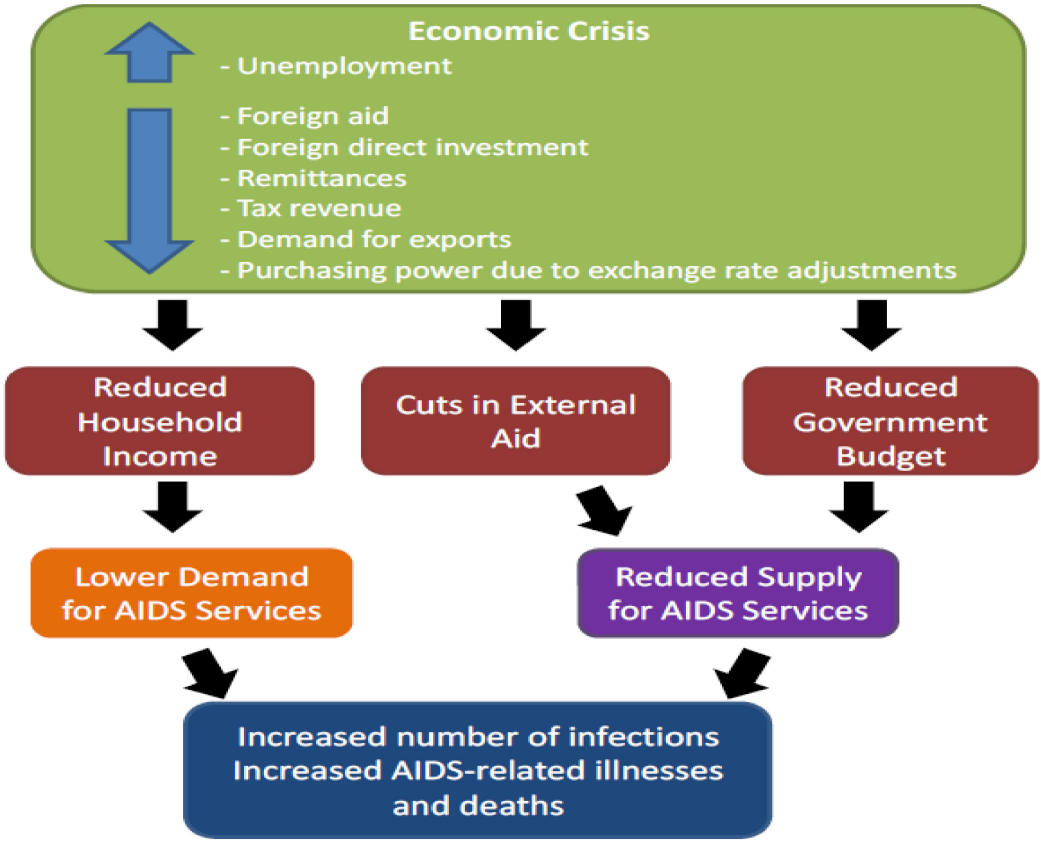 Economic Crisis
- Unemployment
- Foreign aid
- Foreign direct investment
- Remittances
- Tax revenue
- Demand for exports
- Purchasing power due to exchange rate adjustments
Reduced
Household
Income
Cuts in External
Aid
Reduced
Government
Budget
Lower Demand
for AIDS Services
Reduced Supply
for AIDS Services
Increased number of infections
Increased AIDS-related illnesses
and deaths